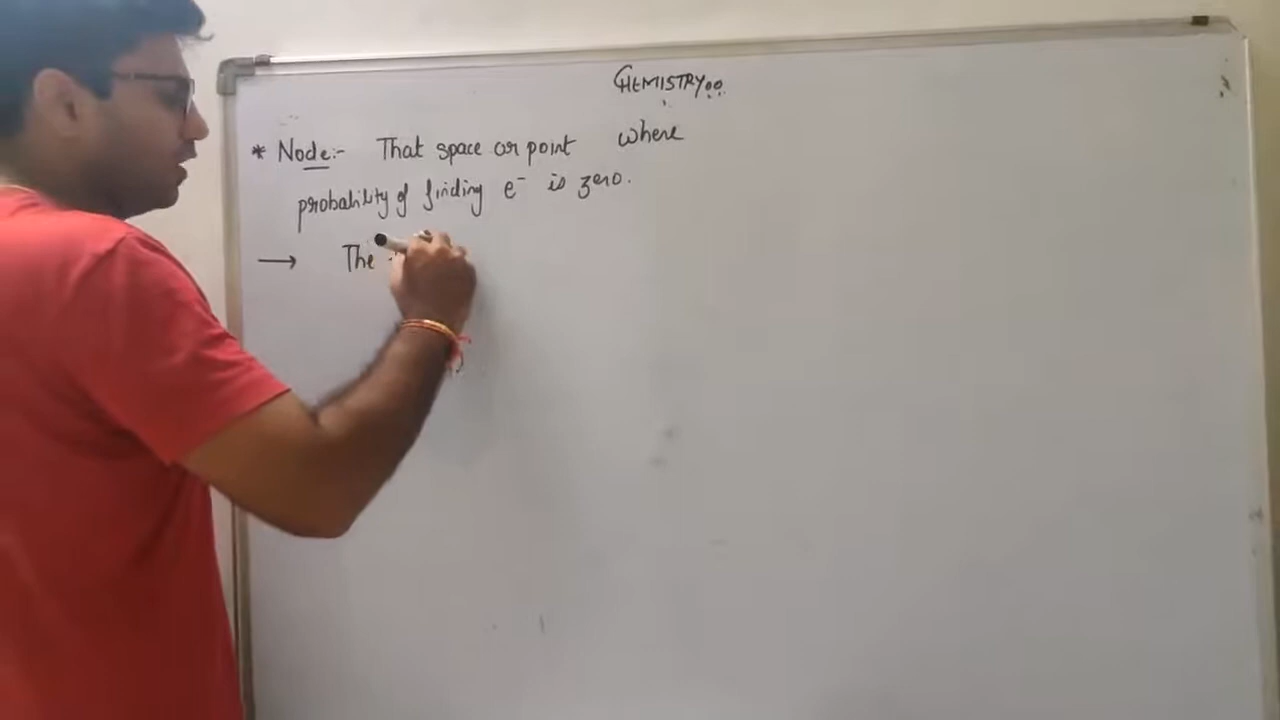 CHEMISTRY..
* Node:- That space or point where
probability of finding e⁻ is zero.
→ The